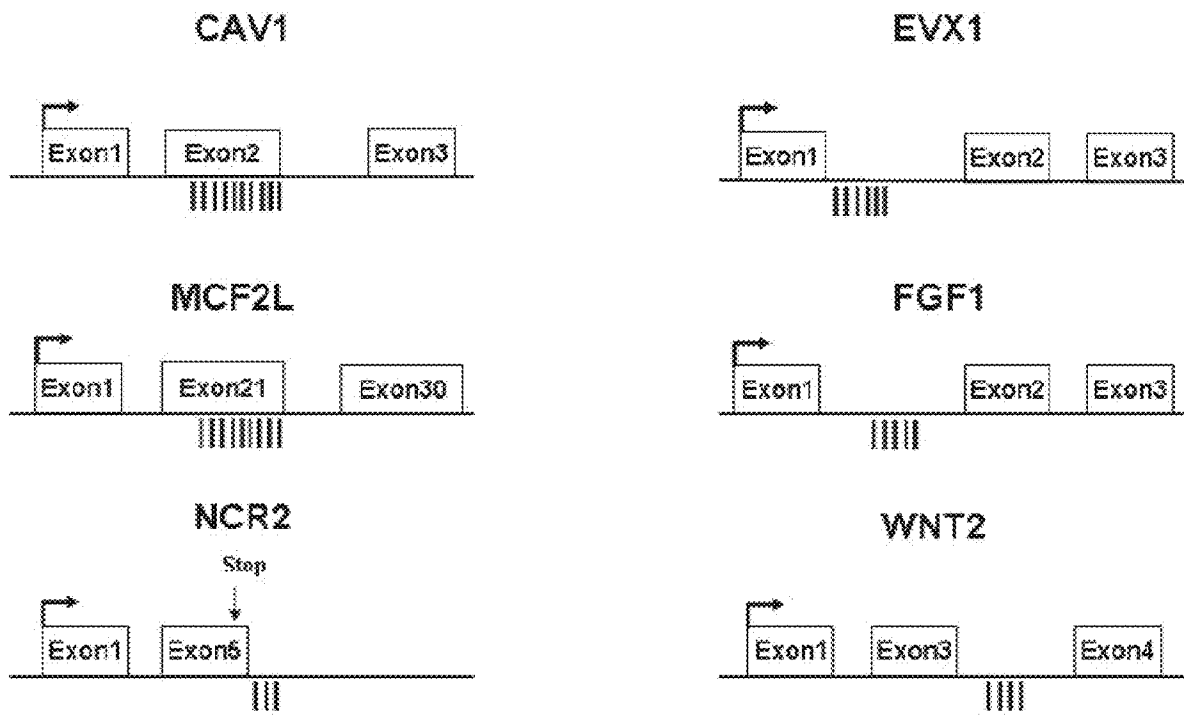 CAV1
Exon1 Exon2 Exon3
EVX1
Exon1 Exon2 Exon3
MCF2L
Exon1 Exon21 Exon30
FGF1
Exon1 Exon2 Exon3
NCR2
Stop
Exon1 Exon5
WNT2
Exon1 Exon3 Exon4